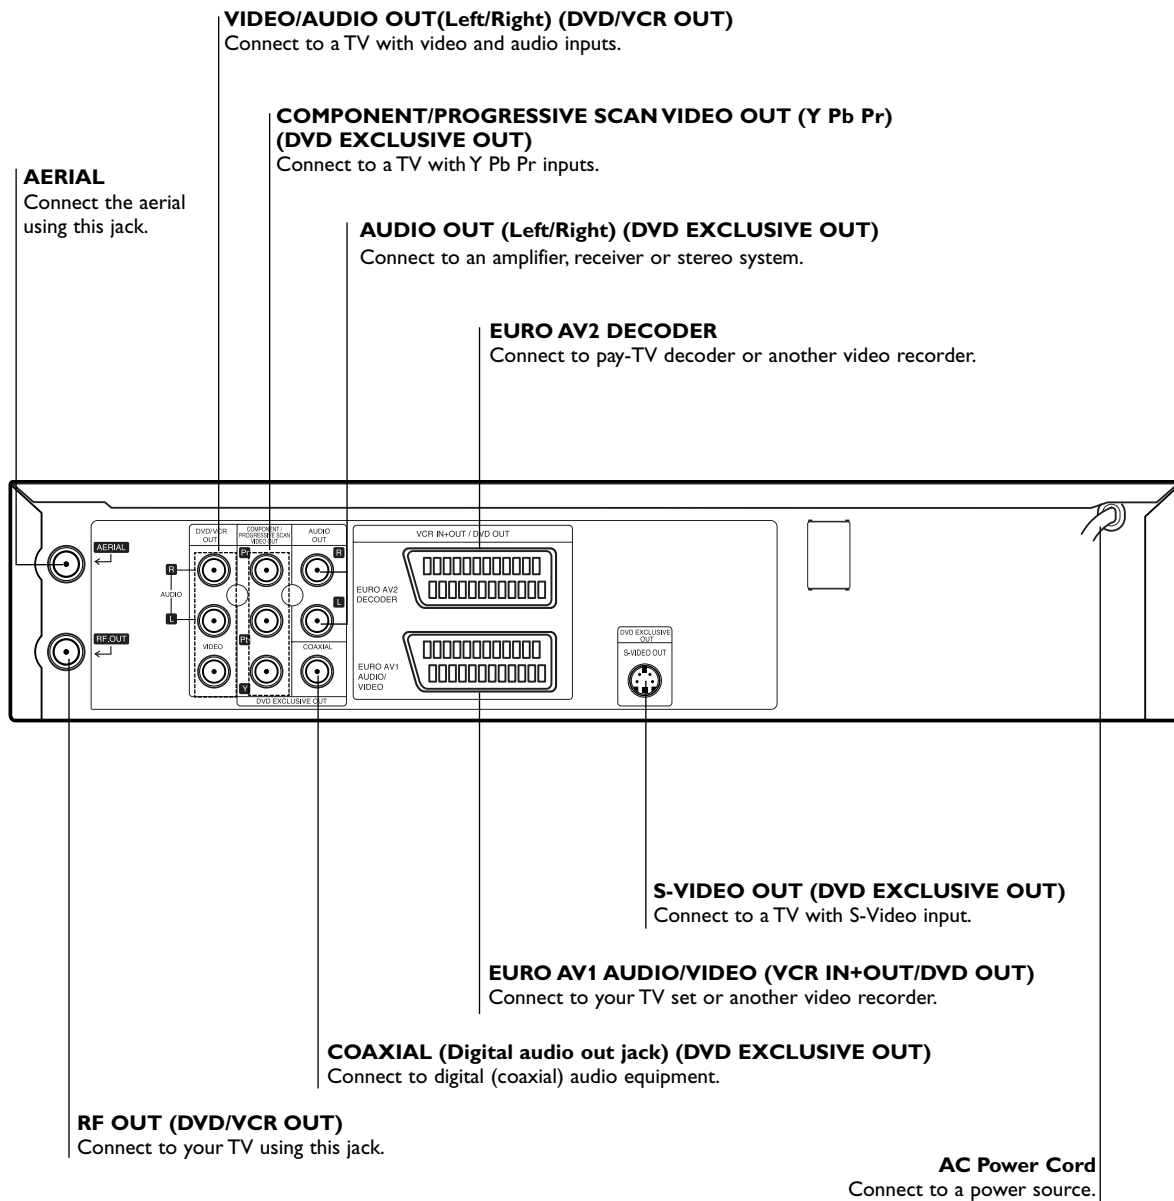 VIDEO/AUDIO OUT(Left/Right) (DVD/VCR OUT)
Connect to a TV with video and audio inputs.
COMPONENT/PROGRESSIVE SCAN VIDEO OUT (Y Pb Pr)
(DVD EXCLUSIVE OUT)
Connect to a TV with Y Pb Pr inputs.
AERIAL
Connect the aerial
using this jack.
AUDIO OUT (Left/Right) (DVD EXCLUSIVE OUT)
Connect to an amplifier, receiver or stereo system.
EURO AV2 DECODER
Connect to pay-TV decoder or another video recorder.
AERIAL
RF.OUT
DVD/VCR
OUT
R
AUDIO
L
VIDEO
COMPONENT /
PROGRESSIVE SCAN
VIDEO OUT
Pr
Pb
Y
AUDIO
OUT
R
L
COAXIAL
DVD EXCLUSIVE OUT
VCR IN+OUT / DVD OUT
EURO AV2
DECODER
EURO AV1
AUDIO/
VIDEO
DVD EXCLUSIVE
OUT
S-VIDEO OUT
S-VIDEO OUT (DVD EXCLUSIVE OUT)
Connect to a TV with S-Video input.
EURO AV1 AUDIO/VIDEO (VCR IN+OUT/DVD OUT)
Connect to your TV set or another video recorder.
COAXIAL (Digital audio out jack) (DVD EXCLUSIVE OUT)
Connect to digital (coaxial) audio equipment.
RF OUT (DVD/VCR OUT)
Connect to your TV using this jack.
AC Power Cord
Connect to a power source.